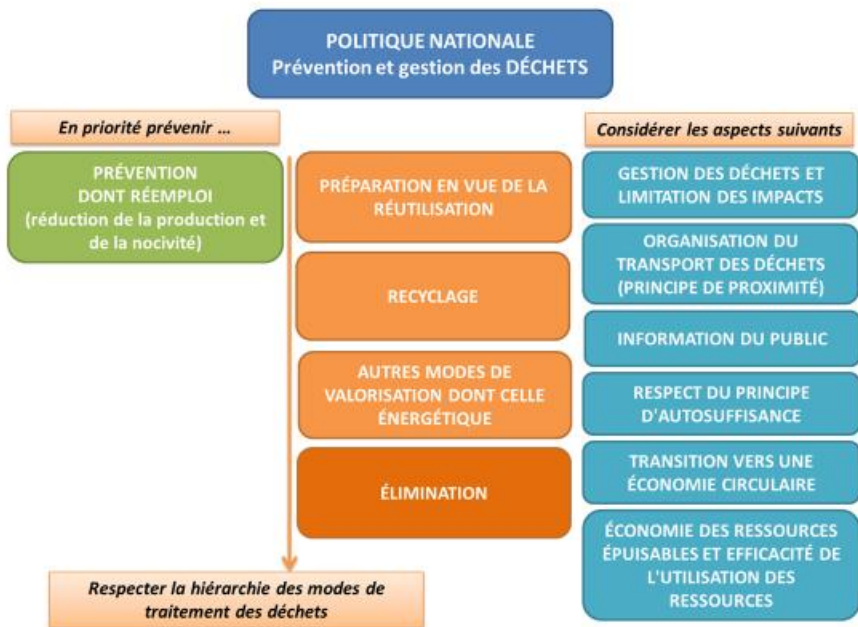 POLITIQUE NATIONALE
Prévention et gestion des DÉCHETS
En priorité prévenir ...
PRÉVENTION
DONT RÉEMPLOI
(réduction de la production et
de la nocivité)
PRÉPARATION EN VUE DE LA
RÉUTILISATION
RECYCLAGE
AUTRES MODES DE
VALORISATION DONT CELLE
ÉNERGÉTIQUE
ÉLIMINATION
Respecter la hiérarchie des modes de
traitement des déchets
Considérer les aspects suivants
GESTION DES DÉCHETS ET
LIMITATION DES IMPACTS
ORGANISATION DU
TRANSPORT DES DÉCHETS
(PRINCIPE DE PROXIMITÉ)
INFORMATION DU PUBLIC
RESPECT DU PRINCIPE
D'AUTOSUFFISANCE
TRANSITION VERS UNE
ÉCONOMIE CIRCULAIRE
ÉCONOMIE DES RESSOURCES
ÉPUISABLES ET EFFICACITÉ DE
L'UTILISATION DES
RESSOURCES